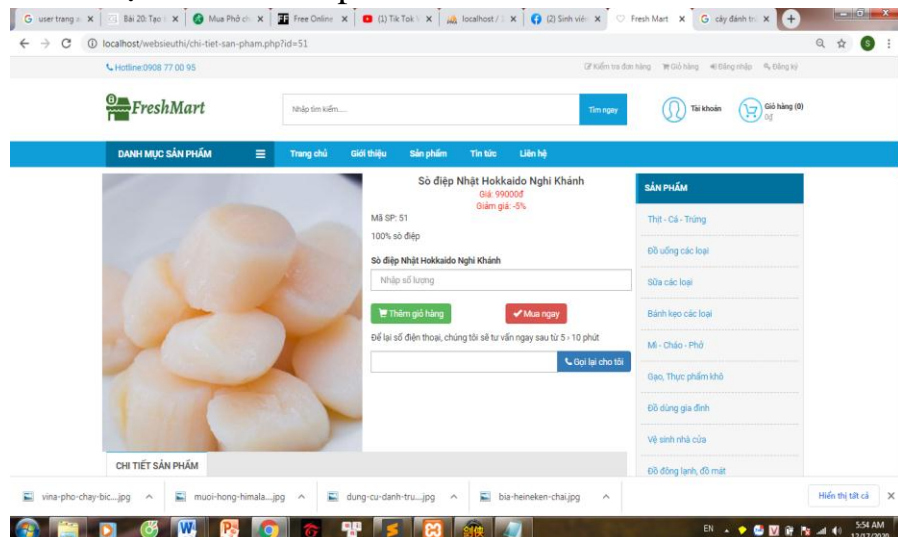 user trang
Bài 20: Tạo
Mua Phở
Free Online
(1) Tik Tok
localhost /
(2) Sinh
Fresh Mart
cây đánh
localhost/websieuthi/chi-tiet-san-pham.php?id=51
Hotline:0908 77 00 95
Kiểm tra đơn hàng Giỏ hàng Đăng nhập Đăng ký
FreshMart
Nhập tìm kiếm.....
Tìm ngay
Tài khoản
Giỏ hàng (0)
0₫
DANH MỤC SẢN PHẨM
Trang chủ Giới thiệu Sản phẩm Tin tức Liên hệ
Sò điệp Nhật Hokkaido Nghi Khánh
Giá: 99000₫
Giảm giá: -5%
Mã SP: 51
100% sò điệp
Sò điệp Nhật Hokkaido Nghi Khánh
Nhập số lượng
Thêm giỏ hàng
Mua ngay
Để lại số điện thoại, chúng tôi sẽ tư vấn ngay sau từ 5 › 10 phút
Gọi lại cho tôi
SẢN PHẨM
Thịt - Cá - Trứng
Đồ uống các loại
Sữa các loại
Bánh kẹo các loại
Mì - Cháo - Phở
Gạo, Thực phẩm khô
Đồ dùng gia đình
Vệ sinh nhà cửa
Đồ đông lạnh, đồ mát
CHI TIẾT SẢN PHẨM
vina-pho-chay-bic....jpg
muoi-hong-himala....jpg
dung-cu-danh-tru....jpg
bia-heineken-chai.jpg
Hiển thị tất cả
EN
5:54 AM
12/17/2020